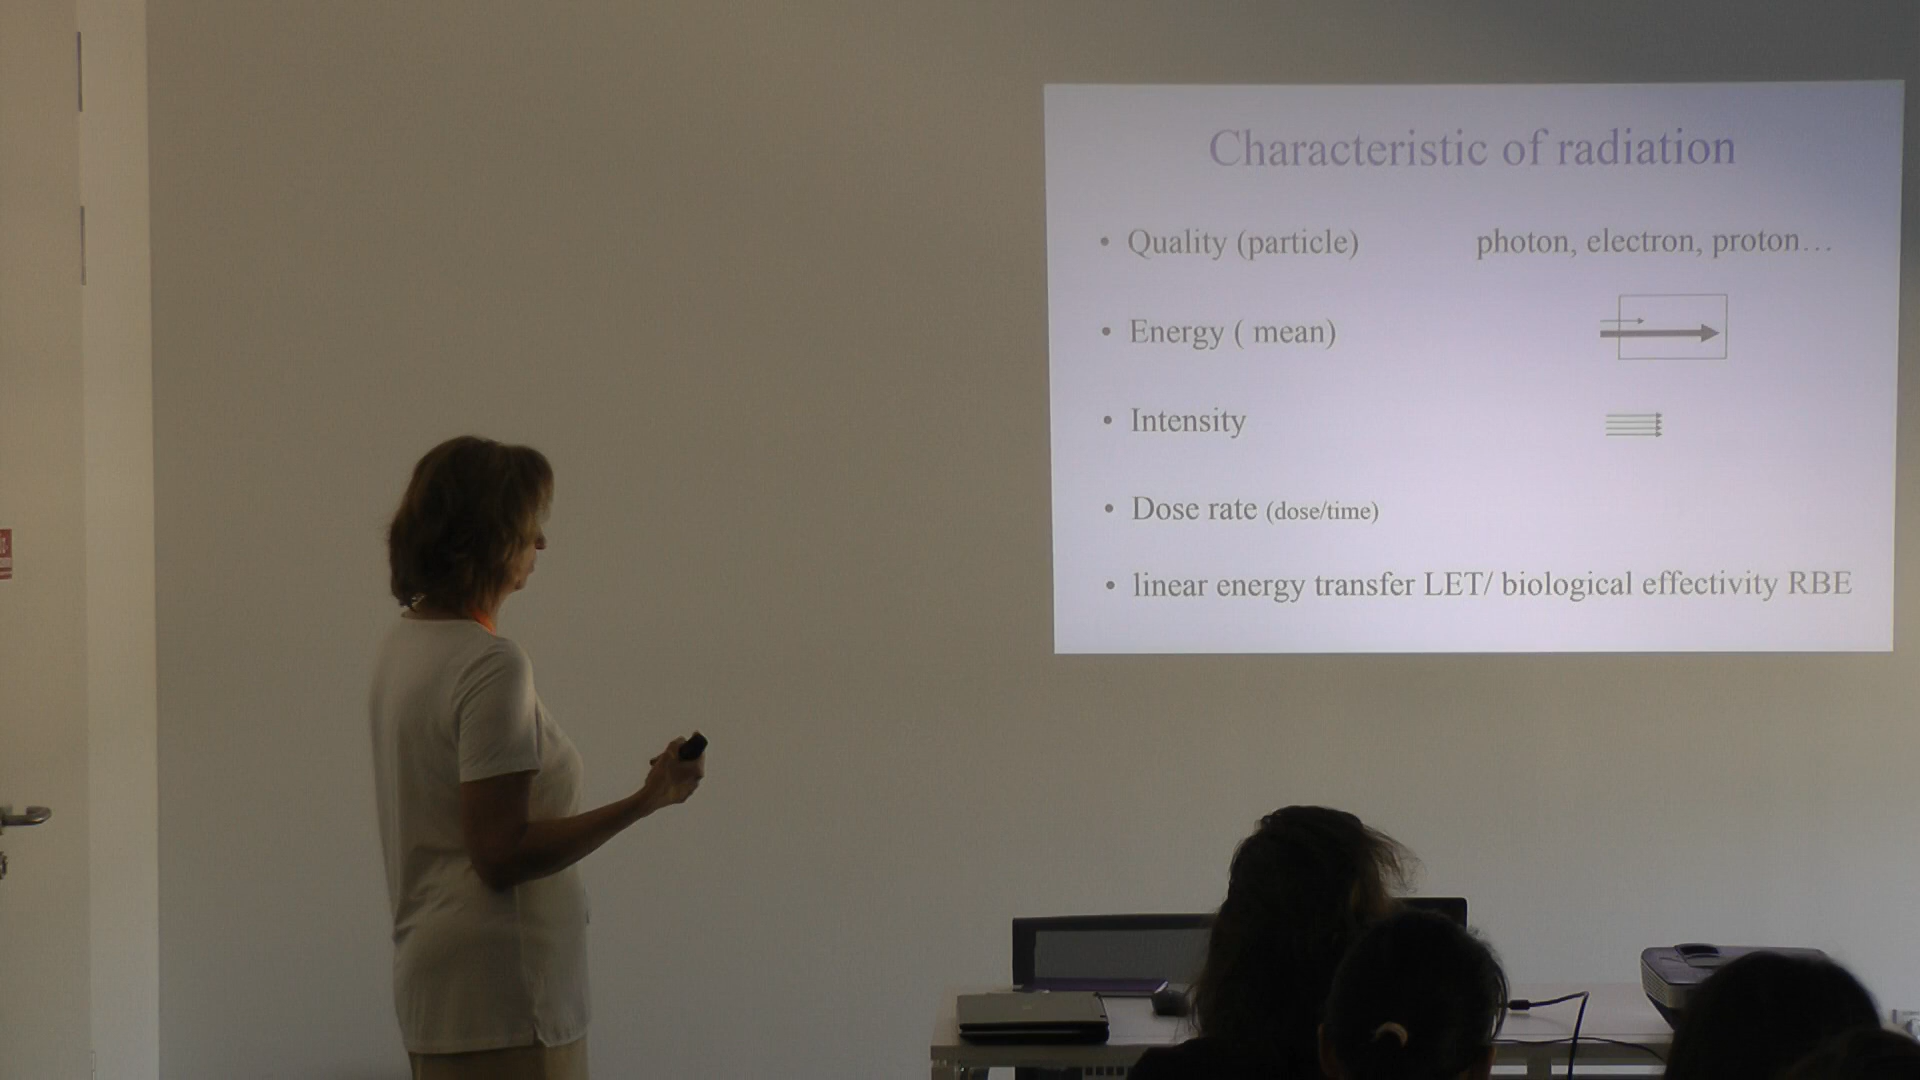 Characteristic of radiation
• Quality (particle) photon, electron, proton…
• Energy ( mean)
• Intensity
• Dose rate (dose/time)
• linear energy transfer LET/ biological effectivity RBE